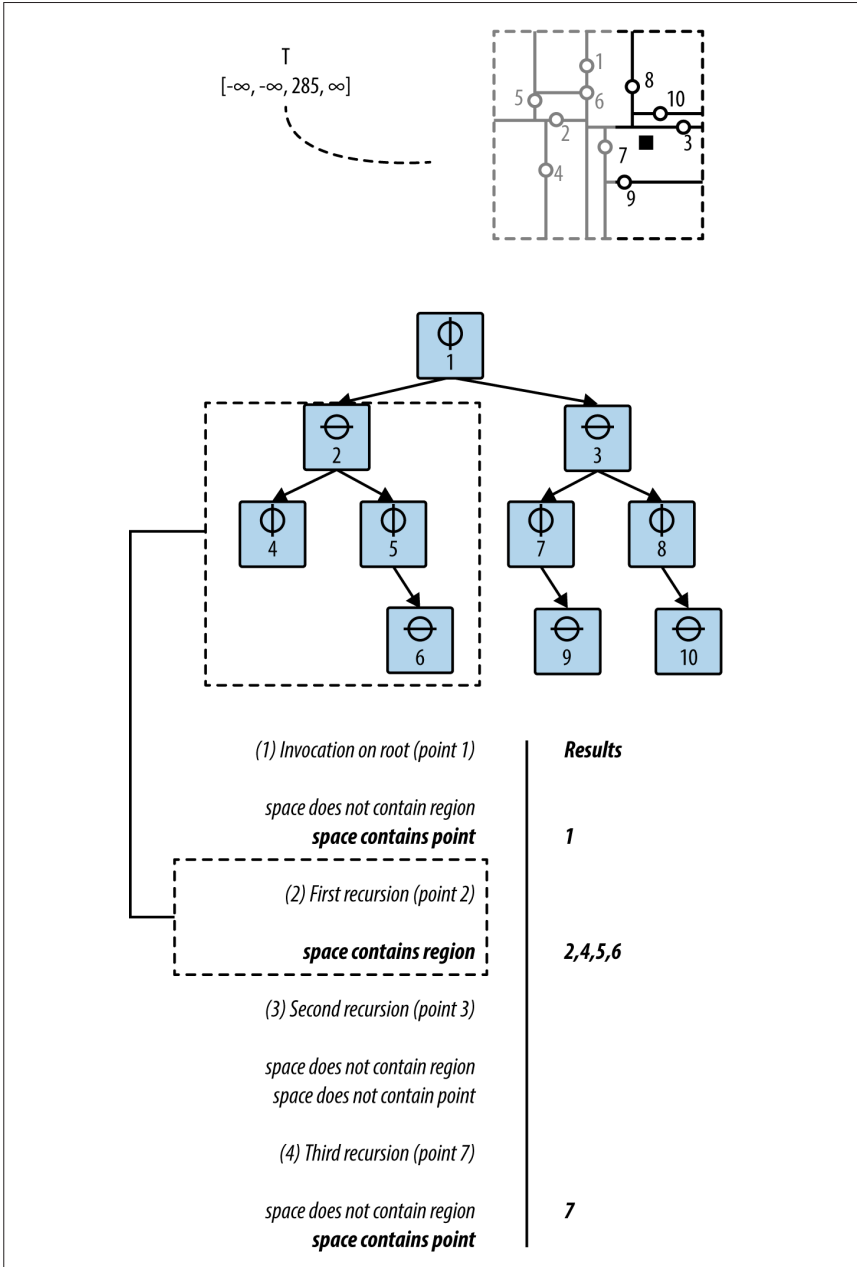 T
[-∞, -∞, 285, ∞]
1
8
5
6
10
2
7
3
4
9
1
2
3
4
5
7
8
6
9
10
(1) Invocation on root (point 1)
Results
space does not contain region
space contains point
1
(2) First recursion (point 2)
space contains region
2,4,5,6
(3) Second recursion (point 3)
space does not contain region
space does not contain point
(4) Third recursion (point 7)
space does not contain region
7
space contains point